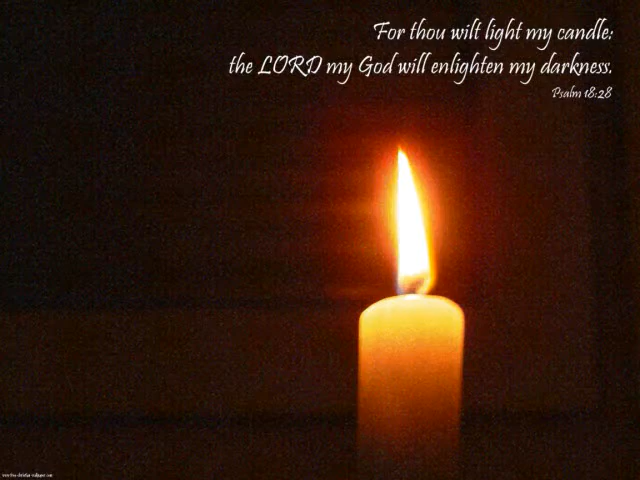 For thou wilt light my candle:
the LORD my God will enlighten my darkness.
Psalm 18:28